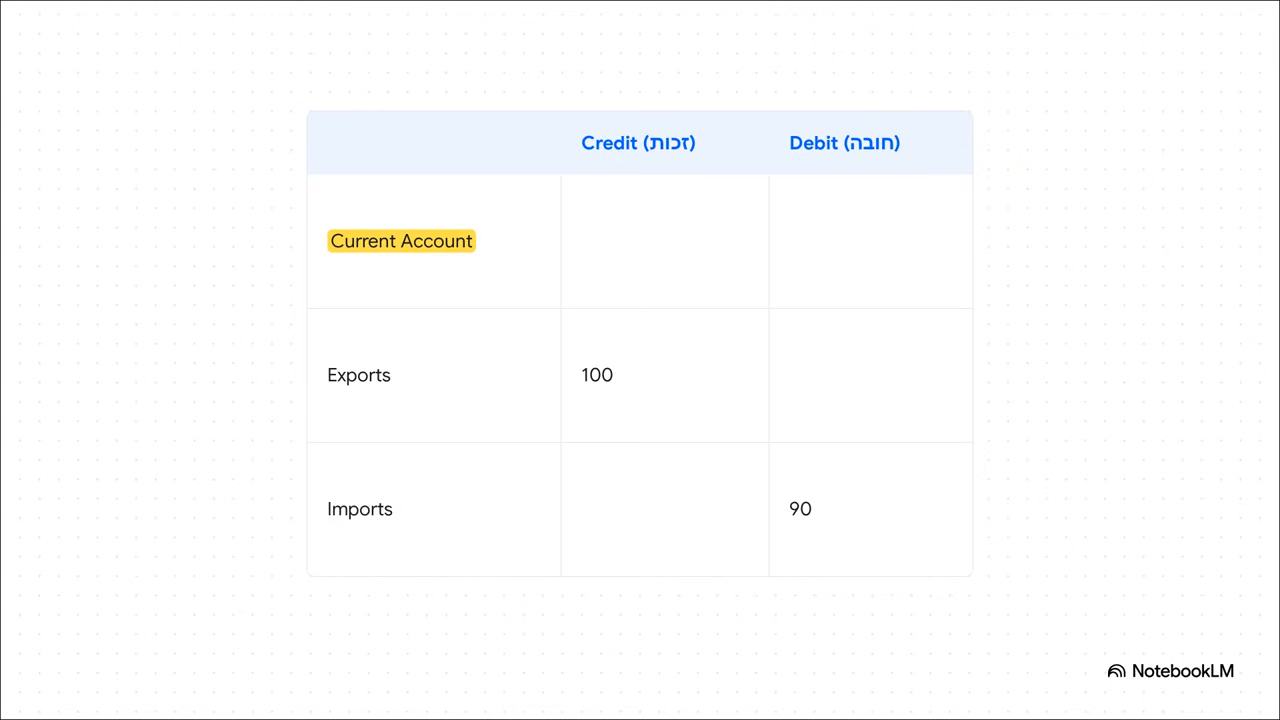 Credit (זכות)
Debit (חובה)
Current Account
Exports
100
Imports
90
NotebookLM